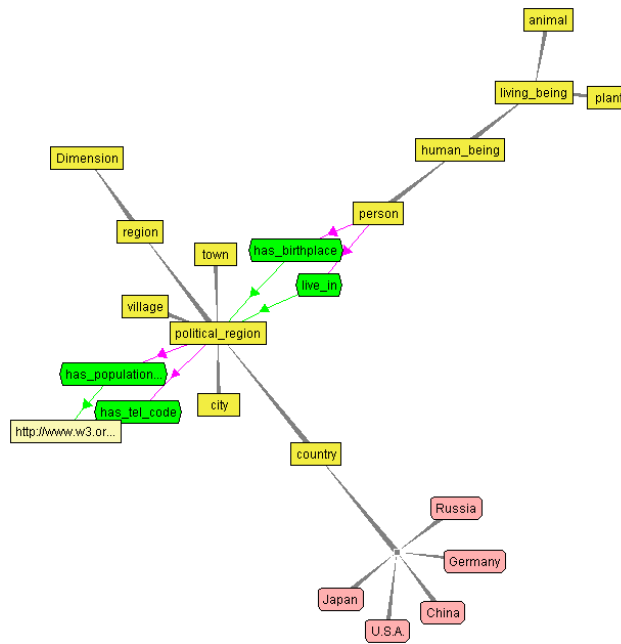 animal
living_being
plant
human_being
Dimension
person
region
town
has_birthplace
live_in
village
political_region
has_population...
has_tel_code
city
http://www.w3.or...
country
Russia
Germany
Japan
China
U.S.A.